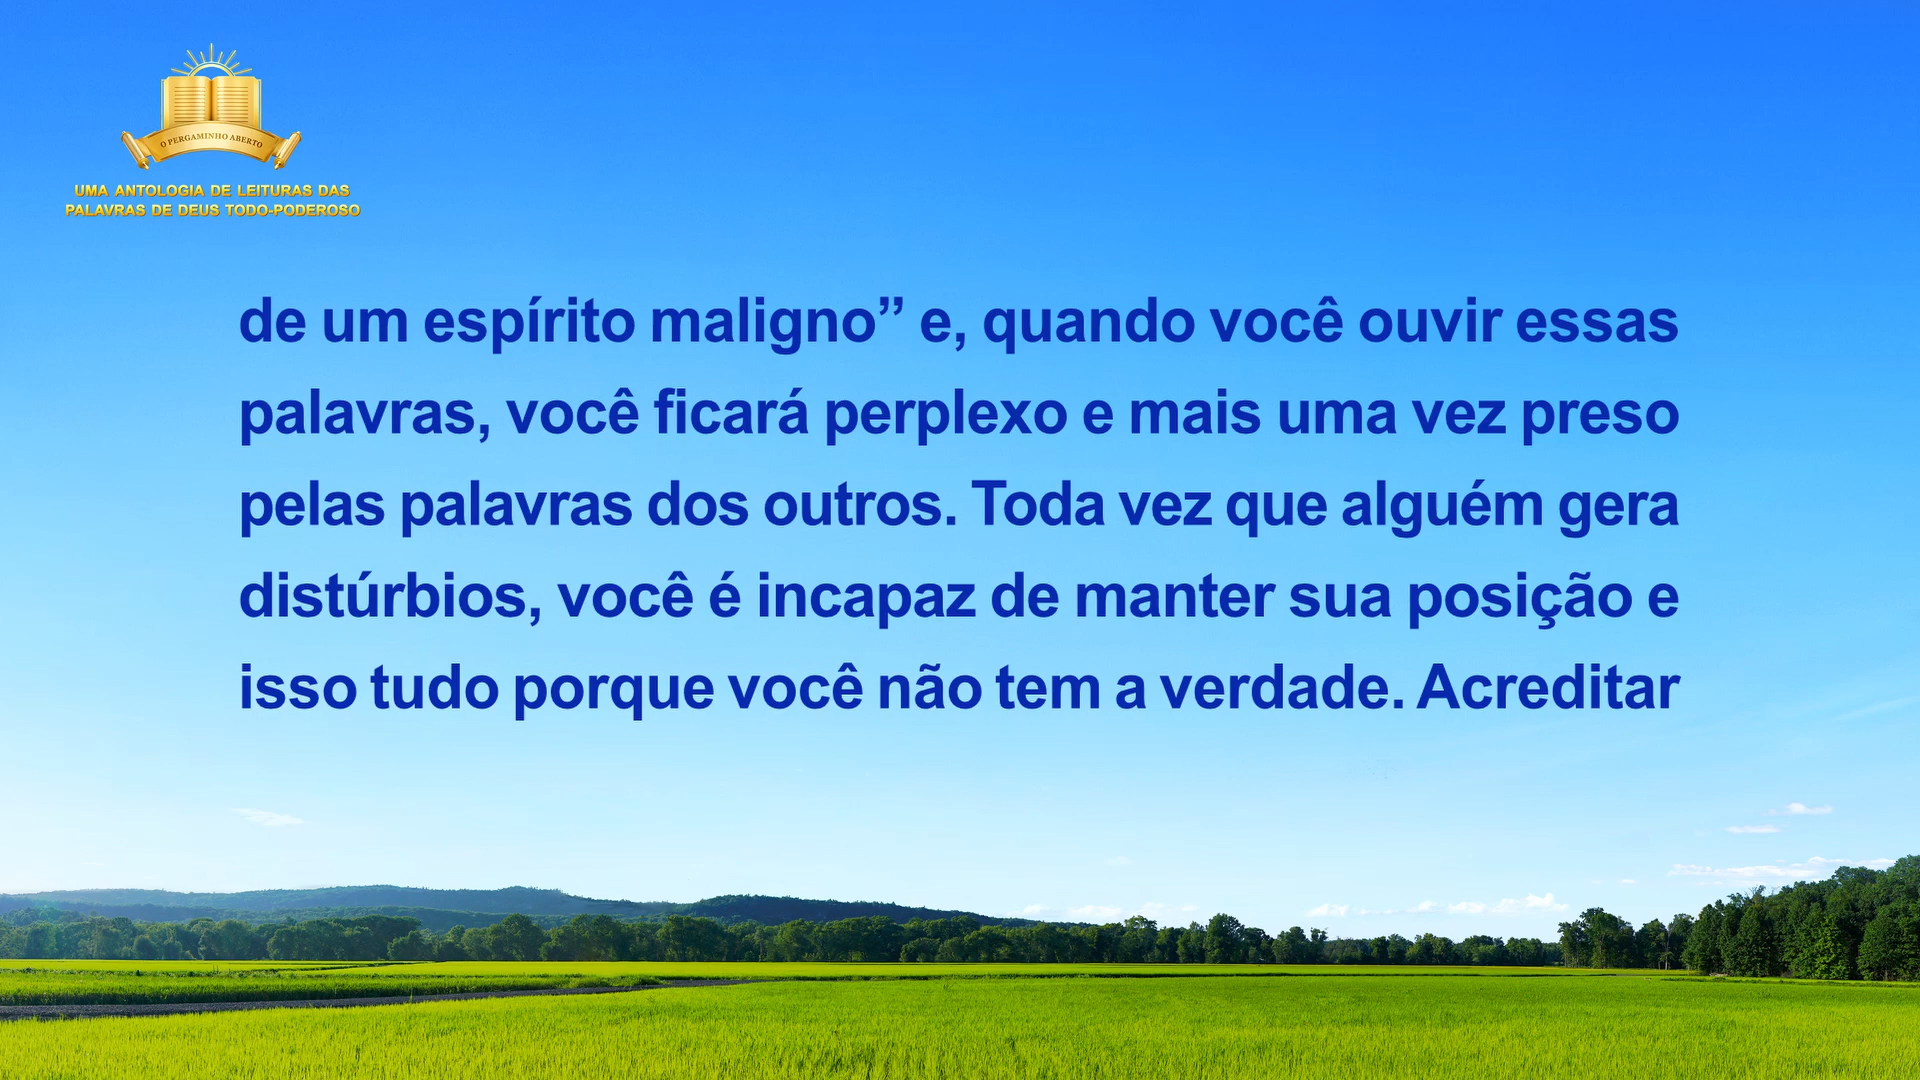 O PERGAMINHO ABERTO
UMA ANTOLOGIA DE LEITURAS DAS
PALAVRAS DE DEUS TODO-PODEROSO
de um espírito maligno” e, quando você ouvir essas
palavras, você ficará perplexo e mais uma vez preso
pelas palavras dos outros. Toda vez que alguém gera
distúrbios, você é incapaz de manter sua posição e
isso tudo porque você não tem a verdade. Acreditar